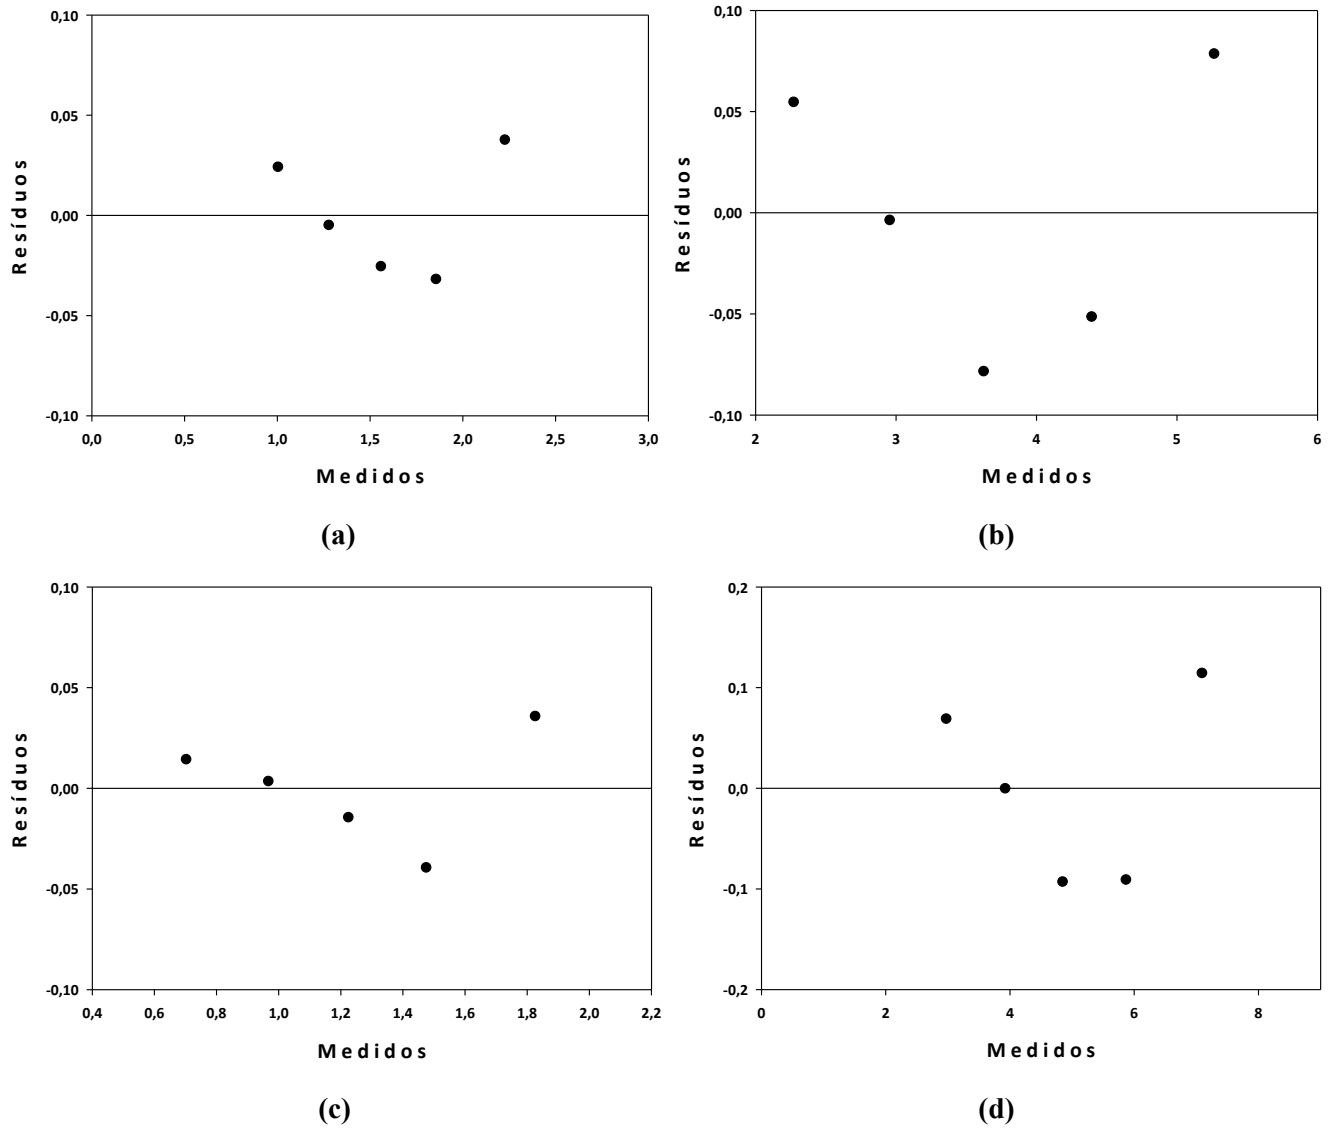 0,10
0,05
0,00
-0,05
-0,10
Resíduos
0,0 0,5 1,0 1,5 2,0 2,5 3,0
Medidos
(a)
0,10
0,05
0,00
-0,05
-0,10
Resíduos
2 3 4 5 6
Medidos
(b)
0,10
0,05
0,00
-0,05
-0,10
Resíduos
0,4 0,6 0,8 1,0 1,2 1,4 1,6 1,8 2,0 2,2
Medidos
(c)
0,2
0,1
0,0
-0,1
-0,2
Resíduos
0 2 4 6 8
Medidos
(d)